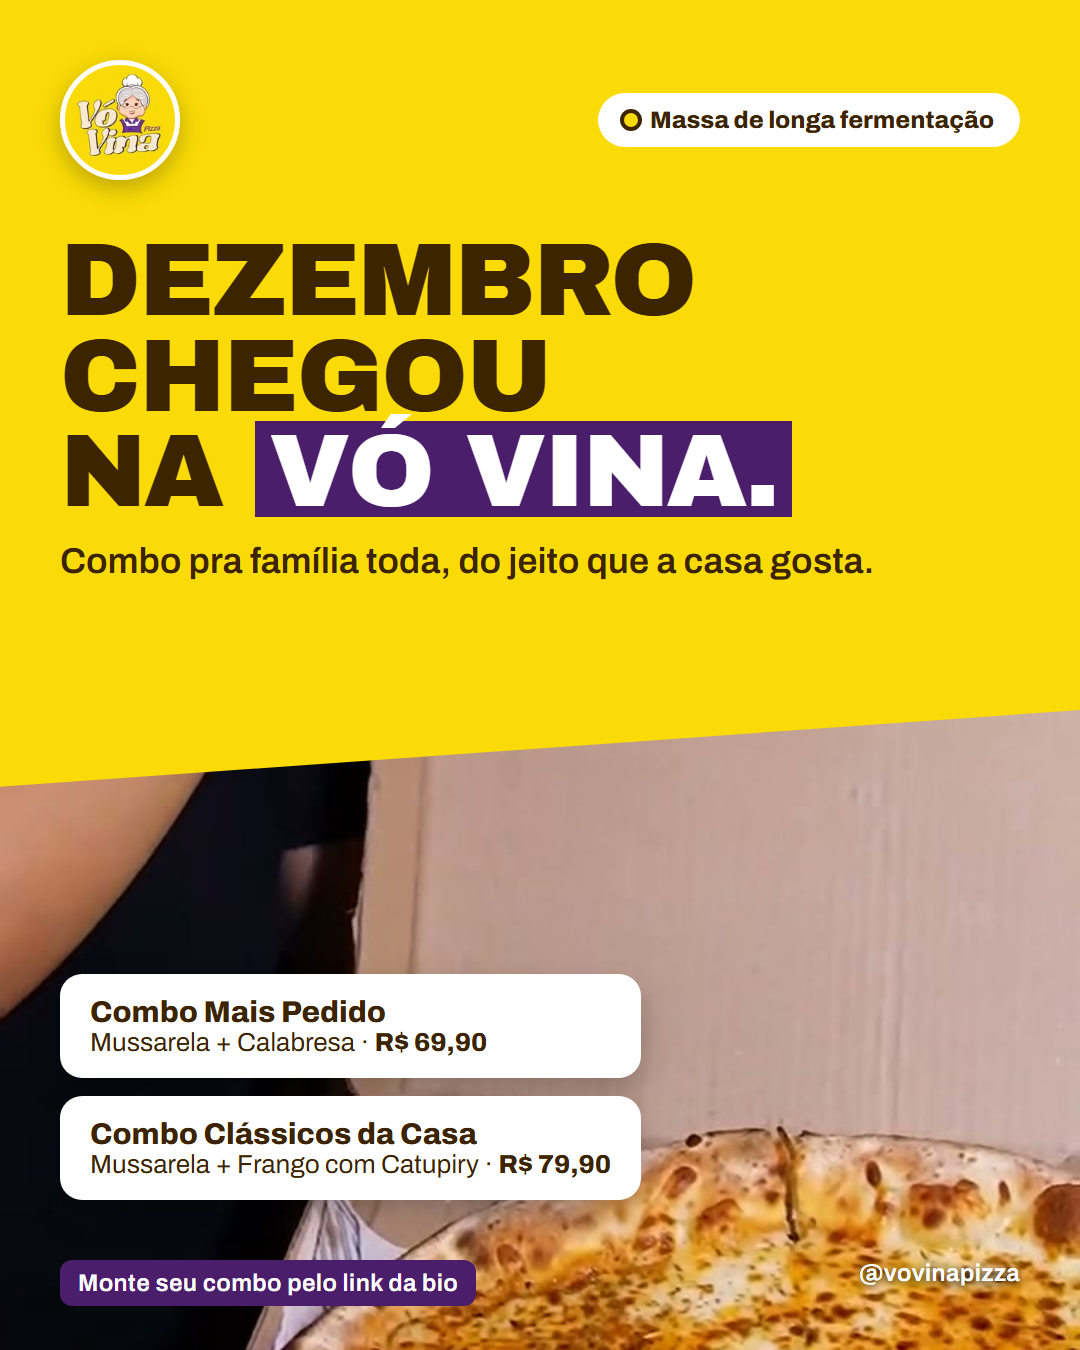 Vó
Vina
Pizza
Massa de longa fermentação
DEZEMBRO
CHEGOU
NA VÓ VINA.
Combo pra família toda, do jeito que a casa gosta.
Combo Mais Pedido
Mussarela + Calabresa · R$ 69,90
Combo Clássicos da Casa
Mussarela + Frango com Catupiry · R$ 79,90
Monte seu combo pelo link da bio
@vovinapizza